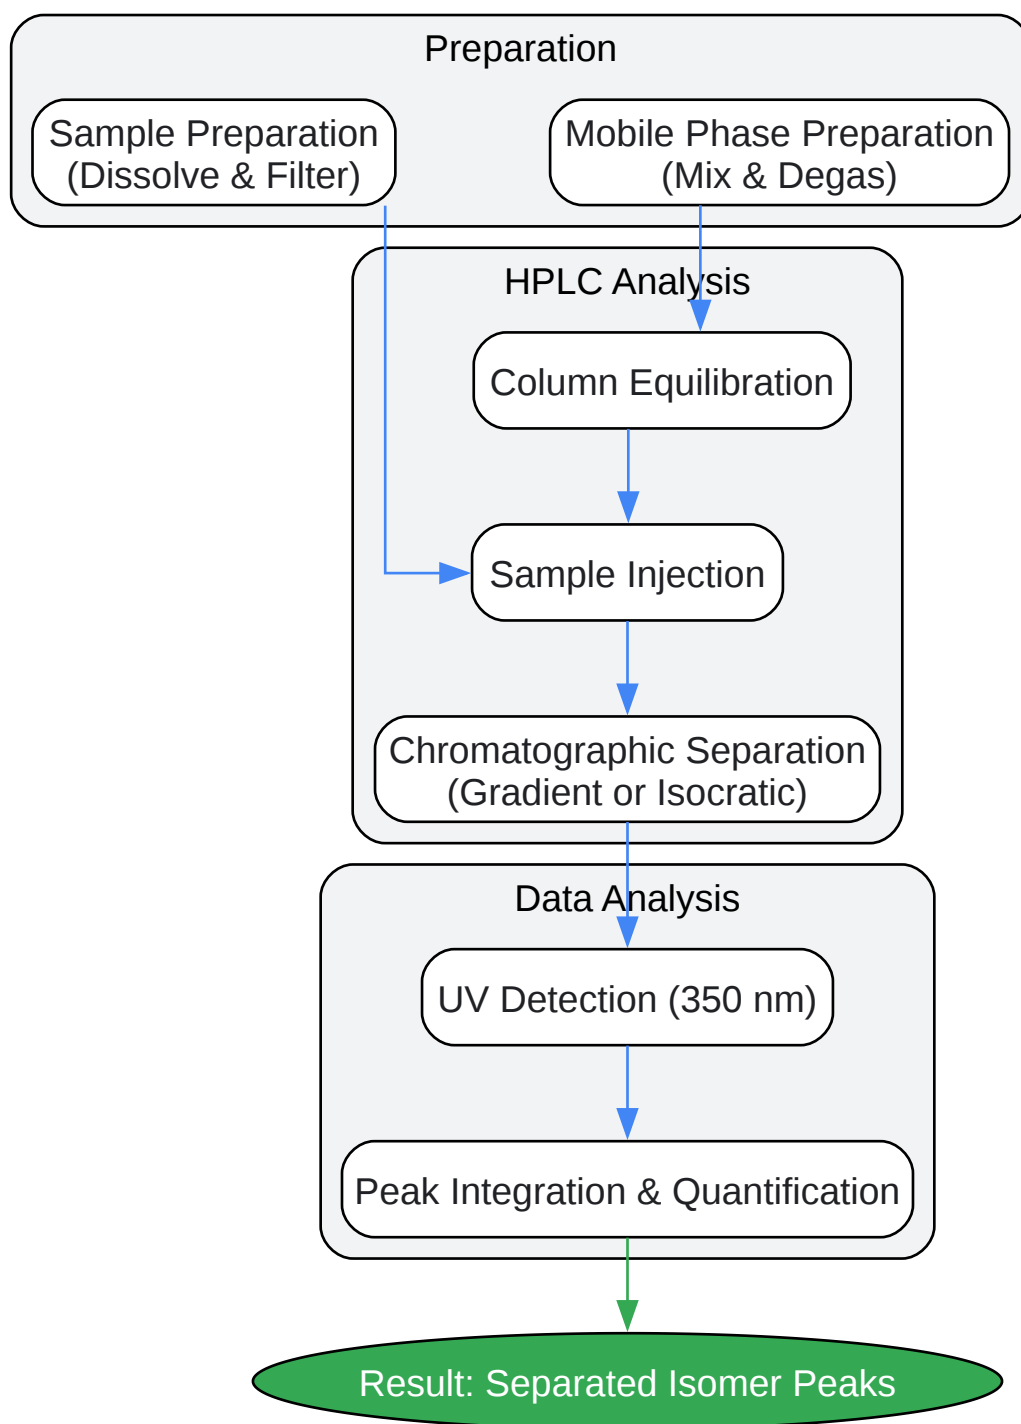 Preparation
Sample Preparation
(Dissolve & Filter)
Mobile Phase Preparation
(Mix & Degas)
HPLC Analysis
Column Equilibration
Sample Injection
Chromatographic Separation
(Gradient or Isocratic)
Data Analysis
UV Detection (350 nm)
Peak Integration & Quantification
Result: Separated Isomer Peaks